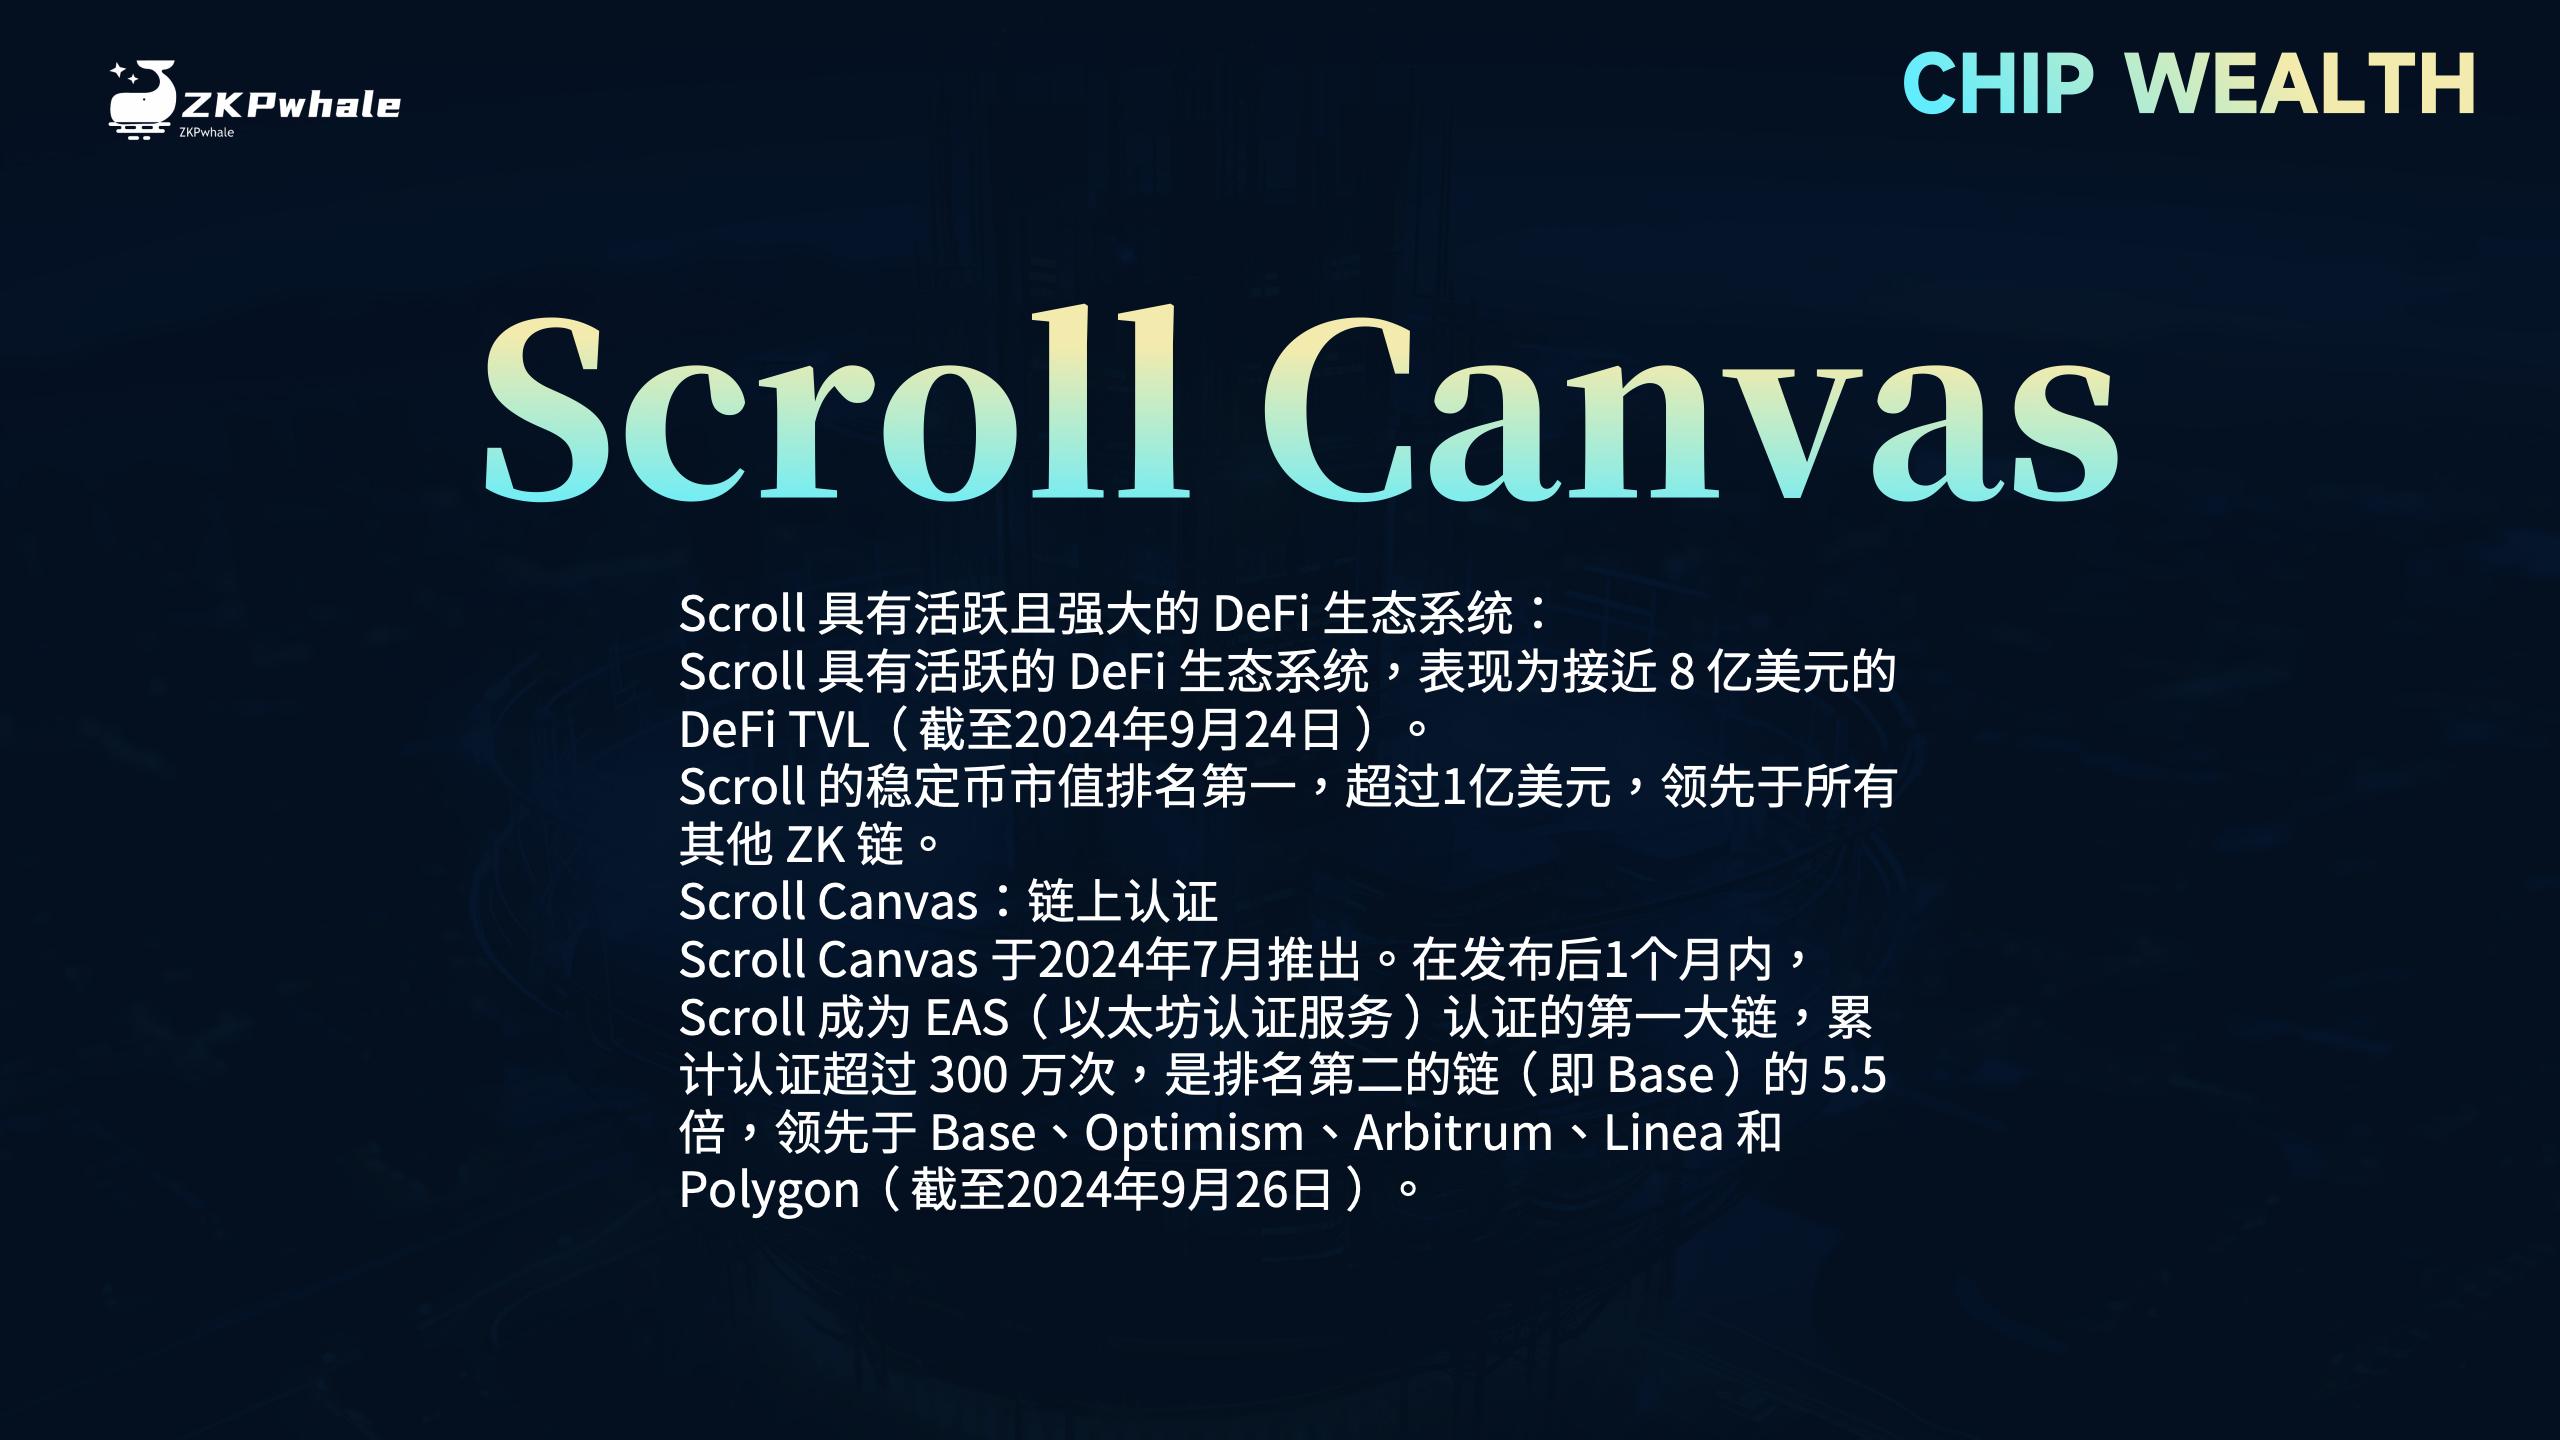 ZKPwhale
ZKPwhale
CHIP WEALTH
Scroll Canvas
Scroll 具有活跃且强大的 DeFi 生态系统：
Scroll 具有活跃的 DeFi 生态系统，表现为接近 8 亿美元的
DeFi TVL（截至2024年9月24日）。
Scroll 的稳定币市值排名第一，超过1亿美元，领先于所有
其他 ZK 链。
Scroll Canvas：链上认证
Scroll Canvas 于2024年7月推出。在发布后1个月内，
Scroll 成为 EAS（以太坊认证服务）认证的第一大链，累
计认证超过 300 万次，是排名第二的链（即 Base）的 5.5
倍，领先于 Base、Optimism、Arbitrum、Linea 和
Polygon（截至2024年9月26日）。